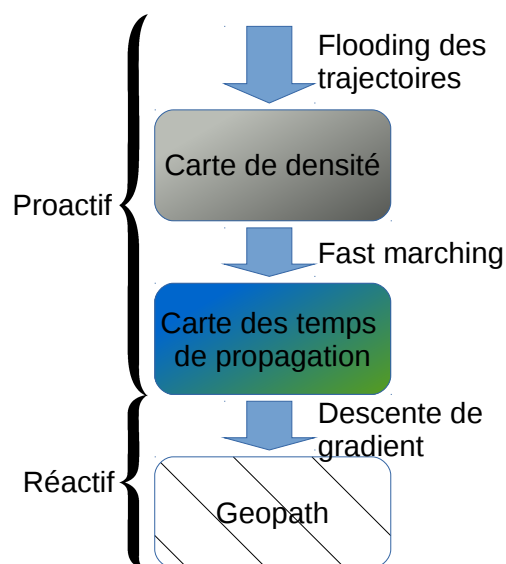 Flooding des
trajectoires
Carte de densité
Proactif
Fast marching
Carte des temps
de propagation
Descente de
gradient
Réactif
Geopath